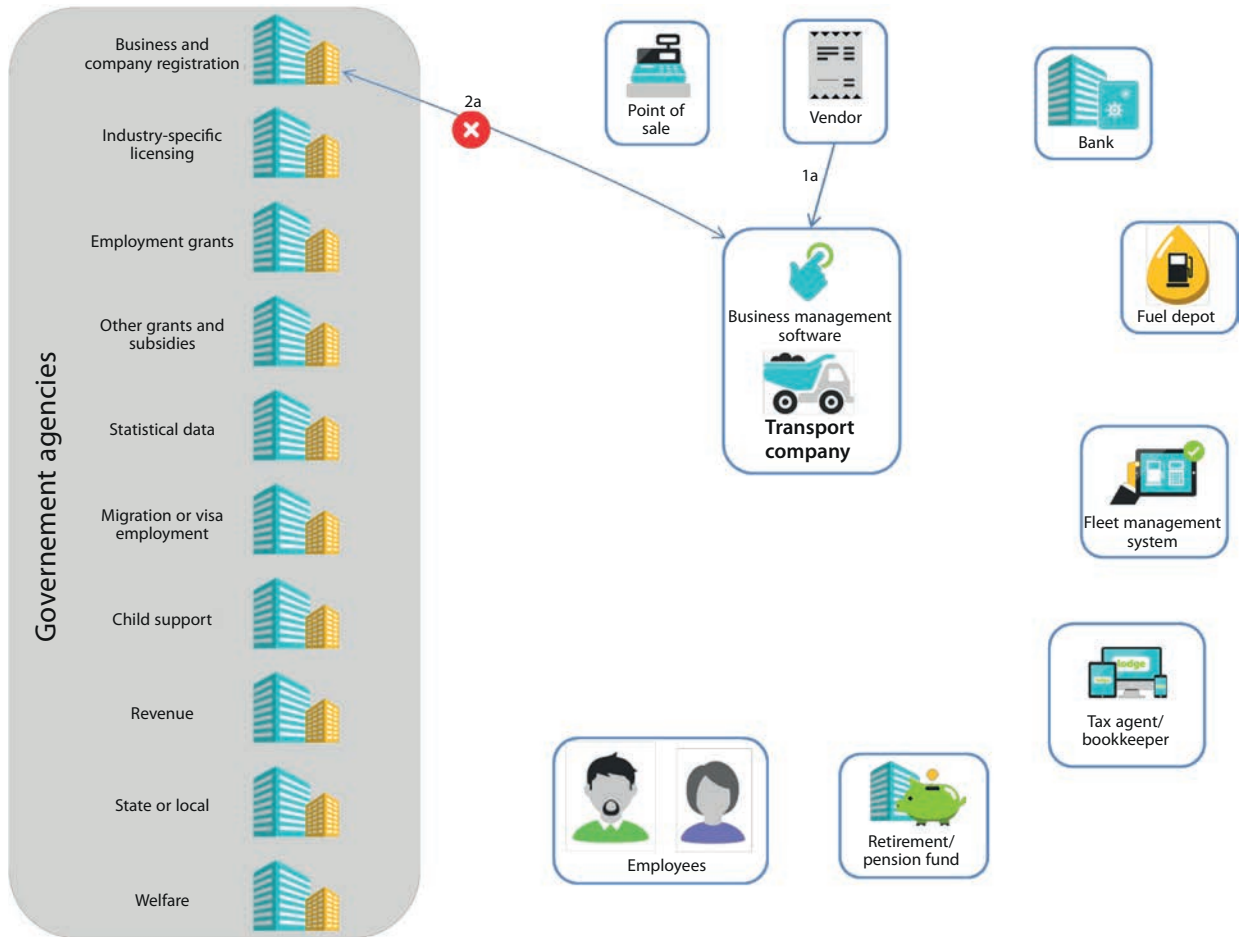 Governement agencies
Business and
company registration
Industry-specific
licensing
Employment grants
Other grants and
subsidies
Statistical data
Migration or visa
employment
Child support
Revenue
State or local
Welfare
2a
Point of
sale
Vendor
1a
Bank
Business management
software
Transport
company
Fuel depot
Fleet management
system
lodge
Tax agent/
bookkeeper
Employees
Retirement/
pension fund